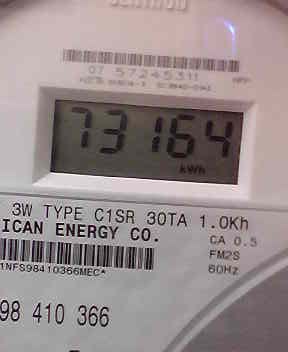 CENTRON
07 57245311
73164
kWh
3W TYPE C1SR 30TA 1.0Kh
ICAN ENERGY CO.
CA 0.5
FM2S
60Hz
1NFS98410366MEC*
98 410 366